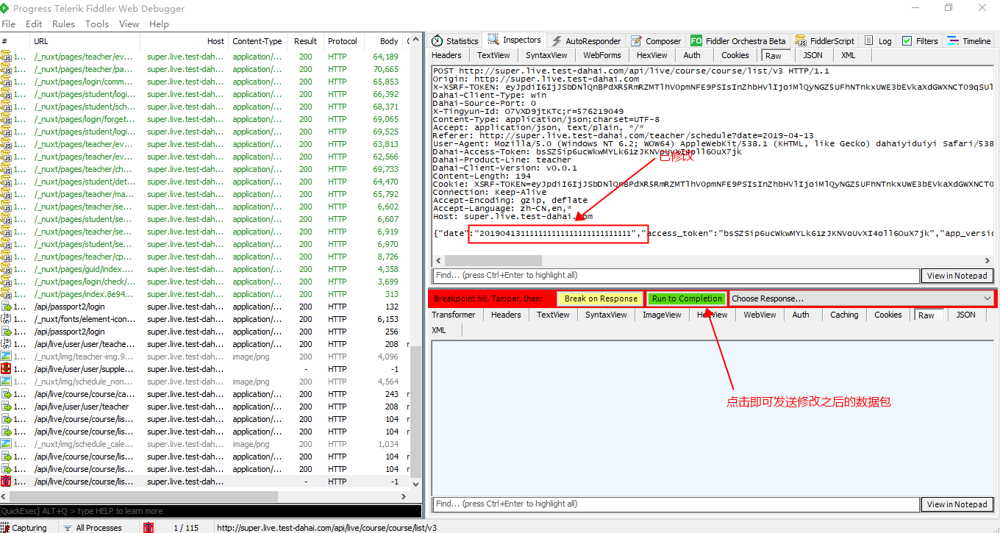 Progress Telerik Fiddler Web Debugger
File Edit Rules Tools View Help
# URL Host Content-Type Result Protocol Body
1... /_nuxt/pages/teacher/ev... super.live.test-dah... application/... 200 HTTP 64,189
1... /_nuxt/pages/teacher/pa... super.live.test-dah... application/... 200 HTTP 70,665
1... /_nuxt/pages/login/comm... super.live.test-dah... application/... 200 HTTP 65,853
1... /_nuxt/pages/student/logi... super.live.test-dah... application/... 200 HTTP 66,392
1... /_nuxt/pages/student/sch... super.live.test-dah... application/... 200 HTTP 68,371
1... /_nuxt/pages/login/forget... super.live.test-dah... application/... 200 HTTP 69,065
1... /_nuxt/pages/student/logi... super.live.test-dah... application/... 200 HTTP 69,525
1... /_nuxt/pages/teacher/ev... super.live.test-dah... application/... 200 HTTP 63,813
1... /_nuxt/pages/teacher/ev... super.live.test-dah... application/... 200 HTTP 62,566
1... /_nuxt/pages/teacher/ch... super.live.test-dah... application/... 200 HTTP 69,733
1... /_nuxt/pages/student/det... super.live.test-dah... application/... 200 HTTP 64,470
1... /_nuxt/pages/teacher/ma... super.live.test-dah... application/... 200 HTTP 65,792
1... /_nuxt/pages/teacher/se... super.live.test-dah... application/... 200 HTTP 6,602
1... /_nuxt/pages/student/se... super.live.test-dah... application/... 200 HTTP 6,607
1... /_nuxt/pages/teacher/se... super.live.test-dah... application/... 200 HTTP 6,919
1... /_nuxt/pages/student/se... super.live.test-dah... application/... 200 HTTP 6,970
1... /_nuxt/pages/teacher/cp... super.live.test-dah... application/... 200 HTTP 8,726
1... /_nuxt/pages/guid/index.... super.live.test-dah... application/... 200 HTTP 4,358
1... /_nuxt/pages/login/check/... super.live.test-dah... application/... 200 HTTP 3,699
1... /_nuxt/pages/index.8e94... super.live.test-dah... application/... 200 HTTP 313
1... /api/passport2/login super.live.test-dah... application/... 200 HTTP 132
1... /_nuxt/fonts/element-icon... super.live.test-dah... application/... 200 HTTP 6,153
1... /api/passport2/login super.live.test-dah... application/... 200 HTTP 256
1... /api/live/user/user/teache... super.live.test-dah... application/... 200 HTTP 208
1... /_nuxt/img/teacher-img.9... super.live.test-dah... image/png 200 HTTP 4,096
1... /api/live/user/user/supple... super.live.test-dah... - HTTP -1
1... /_nuxt/img/schedule_non... super.live.test-dah... image/png 200 HTTP 4,564
1... /api/live/course/course/ca... super.live.test-dah... application/... 200 HTTP 243
1... /api/live/user/user/teacher super.live.test-dah... application/... 200 HTTP 208
1... /api/live/course/course/lis... super.live.test-dah... application/... 200 HTTP 104
1... /api/live/course/course/lis... super.live.test-dah... application/... 200 HTTP 104
1... /_nuxt/img/schedule_cale... super.live.test-dah... image/png 200 HTTP 1,034
1... /api/live/course/course/lis... super.live.test-dah... application/... 200 HTTP 104
1... /api/live/course/course/lis... super.live.test-dah... application/... 200 HTTP 104
1... /api/live/course/course/lis... super.live.test-dah... - HTTP -1
[QuickExec] ALT+Q > type HELP to learn more
Capturing All Processes 1 / 115 http://super.live.test-dahai.com/api/live/course/course/list/v3
Statistics Inspectors AutoResponder Composer FO Fiddler Orchestra Beta FiddlerScript Log Filters Timeline
Headers TextView SyntaxView WebForms HexView Auth Cookies Raw JSON XML
POST http://super.live.test-dahai.com/api/live/course/course/list/v3 HTTP/1.1
Origin: http://super.live.test-dahai.com
X-XSRF-TOKEN:
Dahai-Client-Type: win
Dahai-Source-Port: 0
X-Tingyun-Id: O7VXD9jtKTc;r=576219049
Content-Type: application/json;charset=UTF-8
Accept: application/json, text/plain, */*
Referer: http://super.live.test-dahai.com/teacher/schedule?date=2019-04-13
User-Agent: Mozilla/5.0 (Windows NT 6.2; WOW64) AppleWebKit/538.1 (KHTML, like Gecko) dahaiyiduiyi Safari/538
Dahai-Access-Token:
已修改
Dahai-Product-Line: teacher
Dahai-Client-Version: v0.0.1
Content-Length: 194
Cookie:
Connection: Keep-Alive
Accept-Encoding: gzip, deflate
Accept-Language: zh-CN,en,*
Host: super.live.test-dahai.com
{"date": "access_token": "app_versio
Find... (press Ctrl+Enter to highlight all) View in Notepad
Breakpoint hit. Tamper, then: Break on Response Run to Completion Choose Response...
Transformer Headers TextView SyntaxView ImageView HexView WebView Auth Caching Cookies Raw JSON
XML
点击即可发送修改之后的数据包
Find... (press Ctrl+Enter to highlight all) View in Notepad